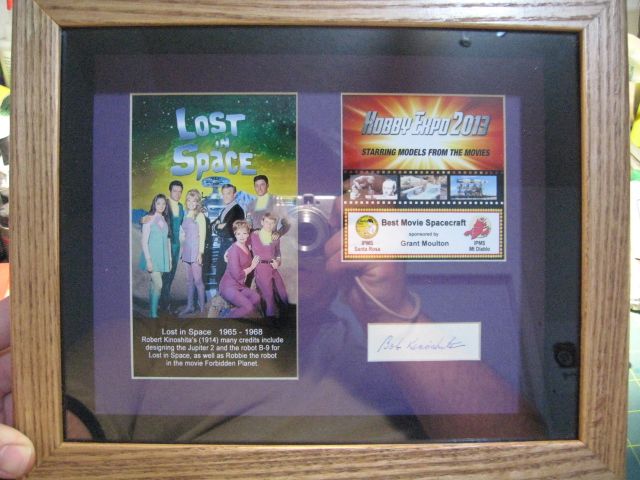 LOST
IN
SPACE
Lost in Space 1965 - 1968
Robert Kinoshita's (1914) many credits include
designing the Jupiter 2 and the robot B-9 for
Lost in Space, as well as Robbie the robot
in the movie Forbidden Planet.
HOBBY EXPO 2013
STARRING MODELS FROM THE MOVIES
Best Movie Spacecraft
sponsored by
Grant Moulton
IPMS
Santa Rosa
IPMS
Mt Diablo
Bob Kinoshita